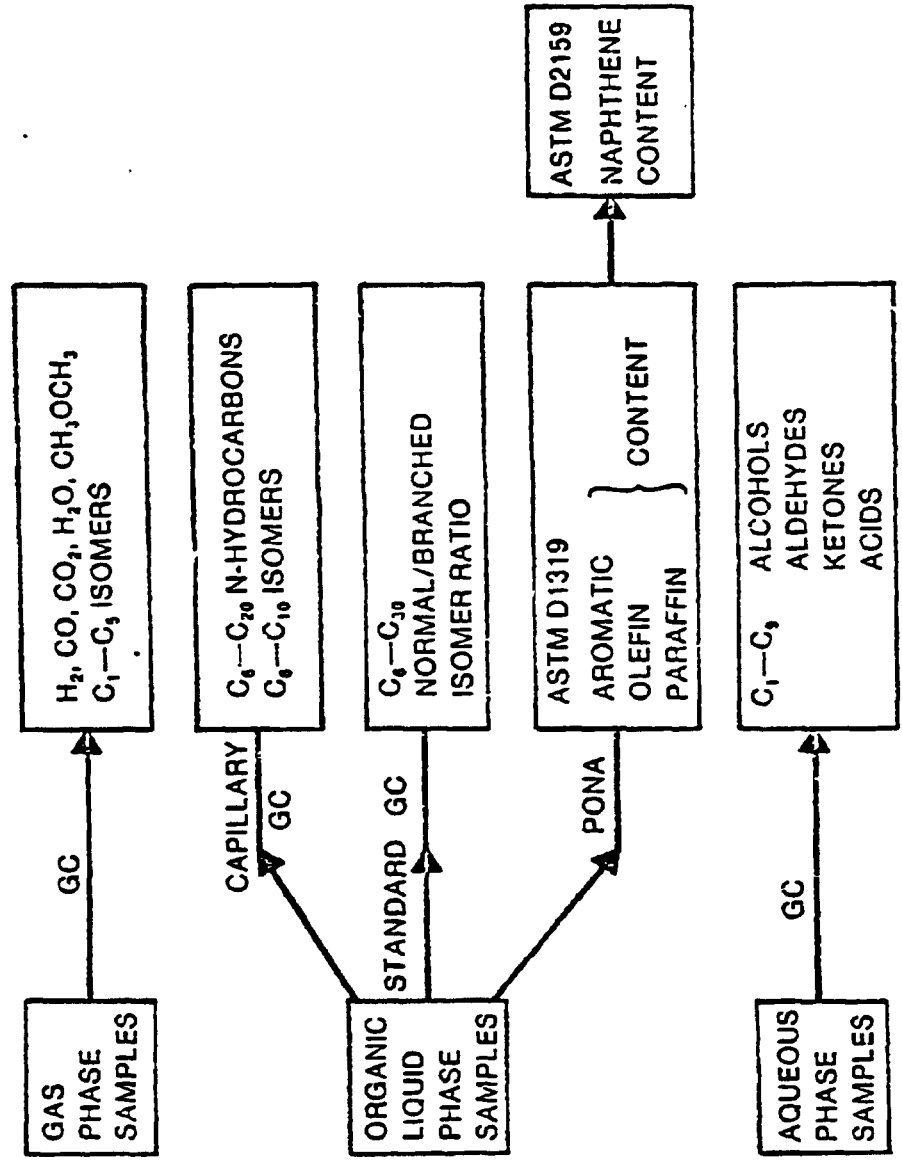 GAS
PHASE
SAMPLES
GC
H₂, CO, CO₂, H₂O, CH₃OCH₃
C₁—C₅ ISOMERS
ORGANIC
LIQUID
PHASE
SAMPLES
CAPILLARY
GC
C₆—C₂₀ N-HYDROCARBONS
C₆—C₁₀ ISOMERS
STANDARD GC
C₆—C₃₀
NORMAL/BRANCHED
ISOMER RATIO
PONA
ASTM D1319
AROMATIC
OLEFIN
PARAFFIN
CONTENT
ASTM D2159
NAPHTHENE
CONTENT
AQUEOUS
PHASE
SAMPLES
GC
C₁—C₉ ALCOHOLS
ALDEHYDES
KETONES
ACIDS